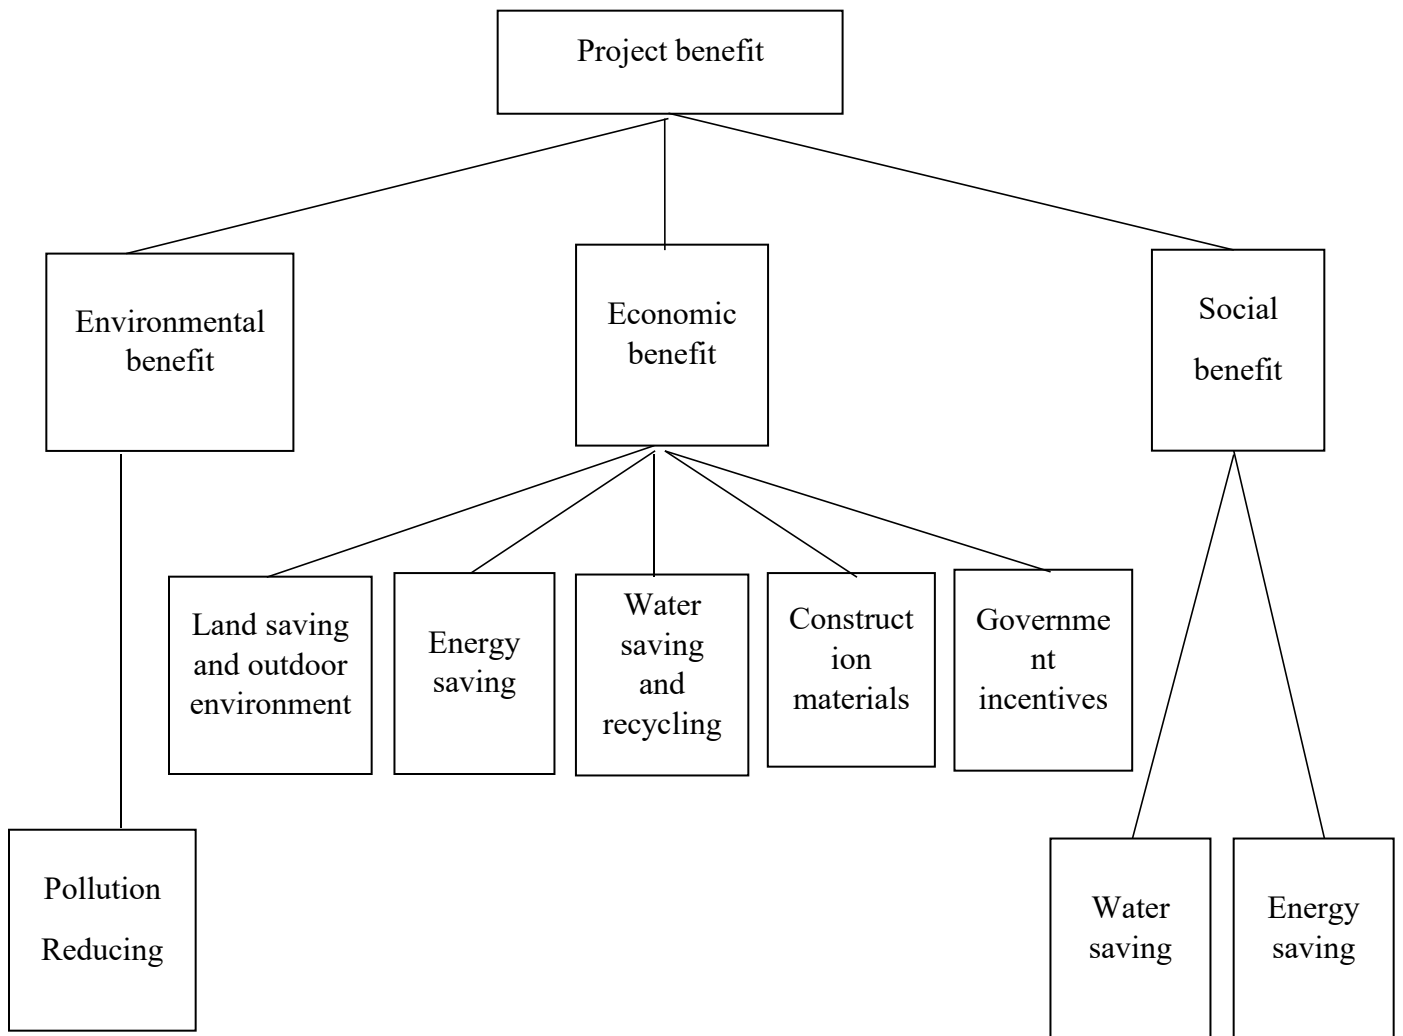 Project benefit
Environmental
benefit
Economic
benefit
Social
benefit
Land saving
and outdoor
environment
Energy
saving
Water
saving
and
recycling
Construct
ion
materials
Governme
nt
incentives
Pollution
Reducing
Water
saving
Energy
saving